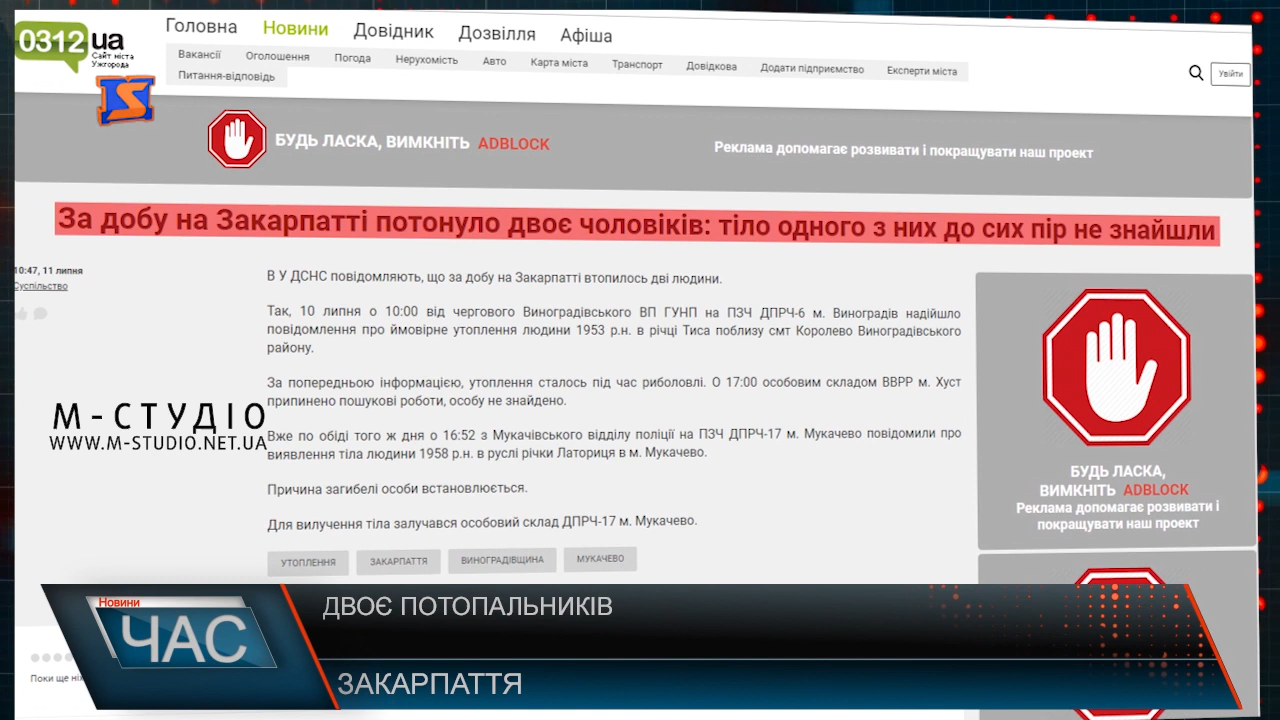 0312 ua
Сайт міста
Ужгорода
Головна Новини Довідник Дозвілля Афіша
Вакансії Оголошення Погода Нерухомість Авто Карта міста Транспорт Довідкова Додати підприємство Експерти міста
Питання-відповідь
Увійти
БУДЬ ЛАСКА, ВИМКНІТЬ ADBLOCK
Реклама допомагає розвивати і покращувати наш проект
За добу на Закарпатті потонуло двоє чоловіків: тіло одного з них до сих пір не знайшли
10:47, 11 липня
Суспільство
В У ДСНС повідомляють, що за добу на Закарпатті втопилось дві людини.
Так, 10 липня о 10:00 від чергового Виноградівського ВП ГУНП на ПЗЧ ДПРЧ-6 м. Виноградів надійшло
повідомлення про ймовірне утоплення людини 1953 р.н. в річці Тиса поблизу смт Королево Виноградівського
району.
За попередньою інформацією, утоплення сталось під час риболовлі. О 17:00 особовим складом ВВРР м. Хуст
припинено пошукові роботи, особу не знайдено.
Вже по обіді того ж дня о 16:52 з Мукачівського відділу поліції на ПЗЧ ДПРЧ-17 м. Мукачево повідомили про
виявлення тіла людини 1958 р.н. в руслі річки Латориця в м. Мукачево.
Причина загибелі особи встановлюється.
Для вилучення тіла залучався особовий склад ДПРЧ-17 м. Мукачево.
УТОПЛЕННЯ ЗАКАРПАТТЯ ВИНОГРАДІВЩИНА МУКАЧЕВО
М-СТУДІО
WWW.M-STUDIO.NET.UA
БУДЬ ЛАСКА,
ВИМКНІТЬ ADBLOCK
Реклама допомагає розвивати і
покращувати наш проект
Поки ще
Новини
ЧАС
ДВОЄ ПОТОПАЛЬНИКІВ
ЗАКАРПАТТЯ